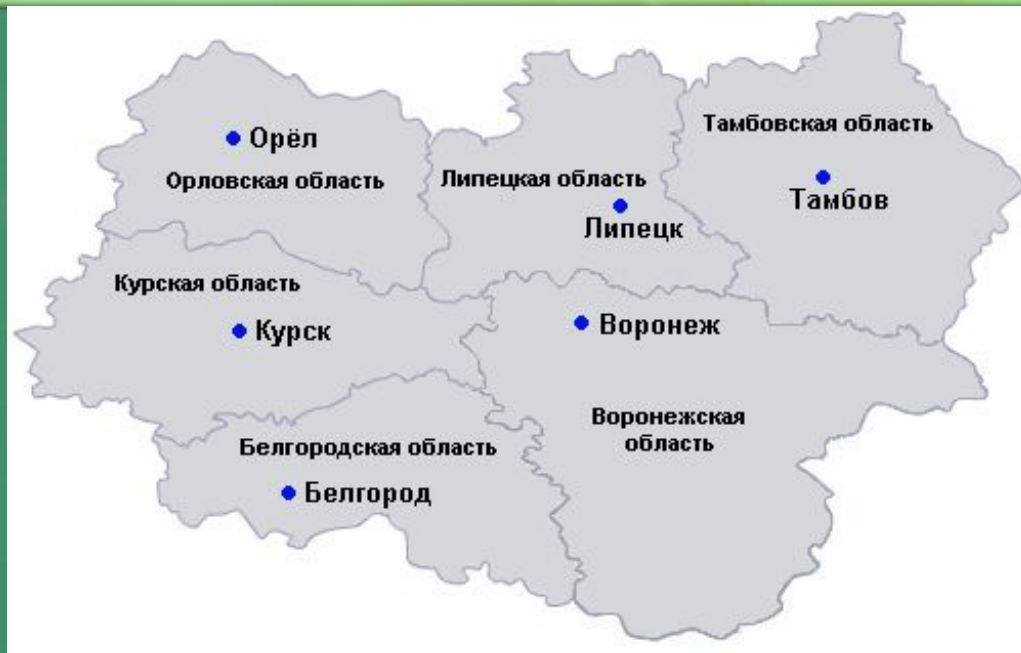 Орёл
Орловская область
Липецкая область
Липецк
Тамбовская область
Тамбов
Курская область
Курск
Воронеж
Воронежская
область
Белгородская область
Белгород